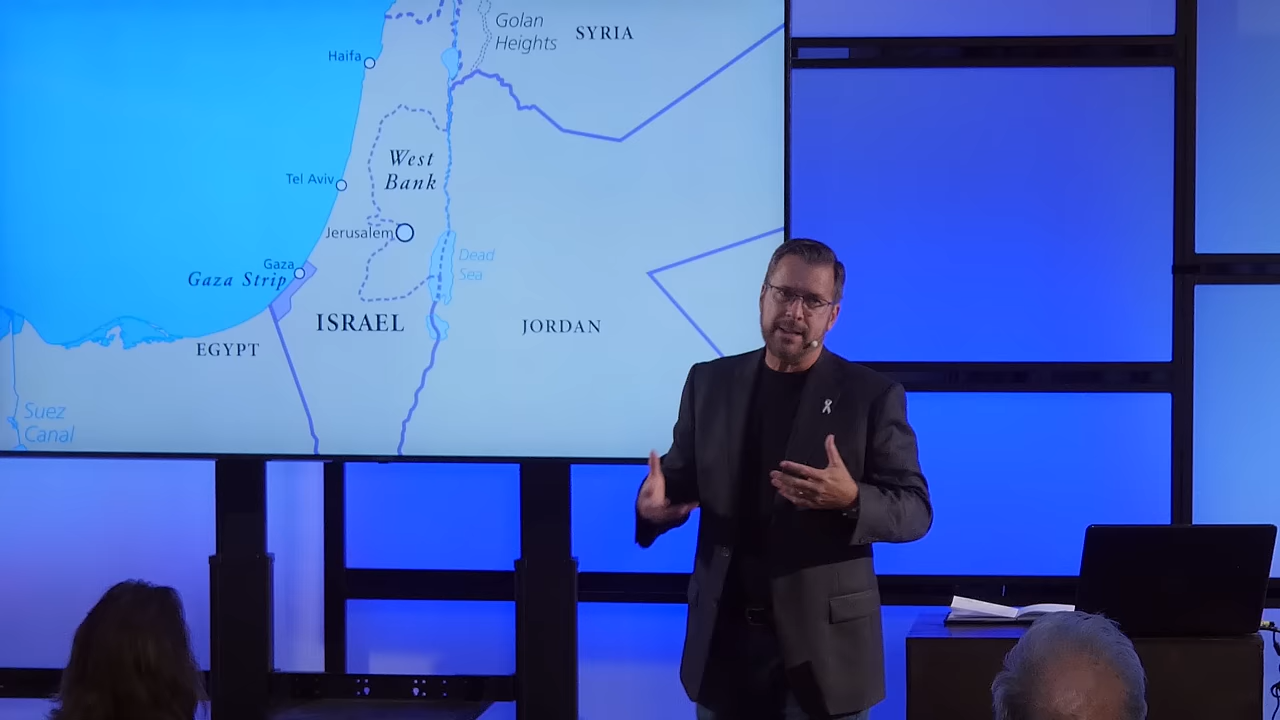 Golan
Heights
SYRIA
Haifa
West
Bank
Tel Aviv
Jerusalem
Dead
Sea
Gaza
Gaza Strip
ISRAEL
JORDAN
EGYPT
Suez
Canal